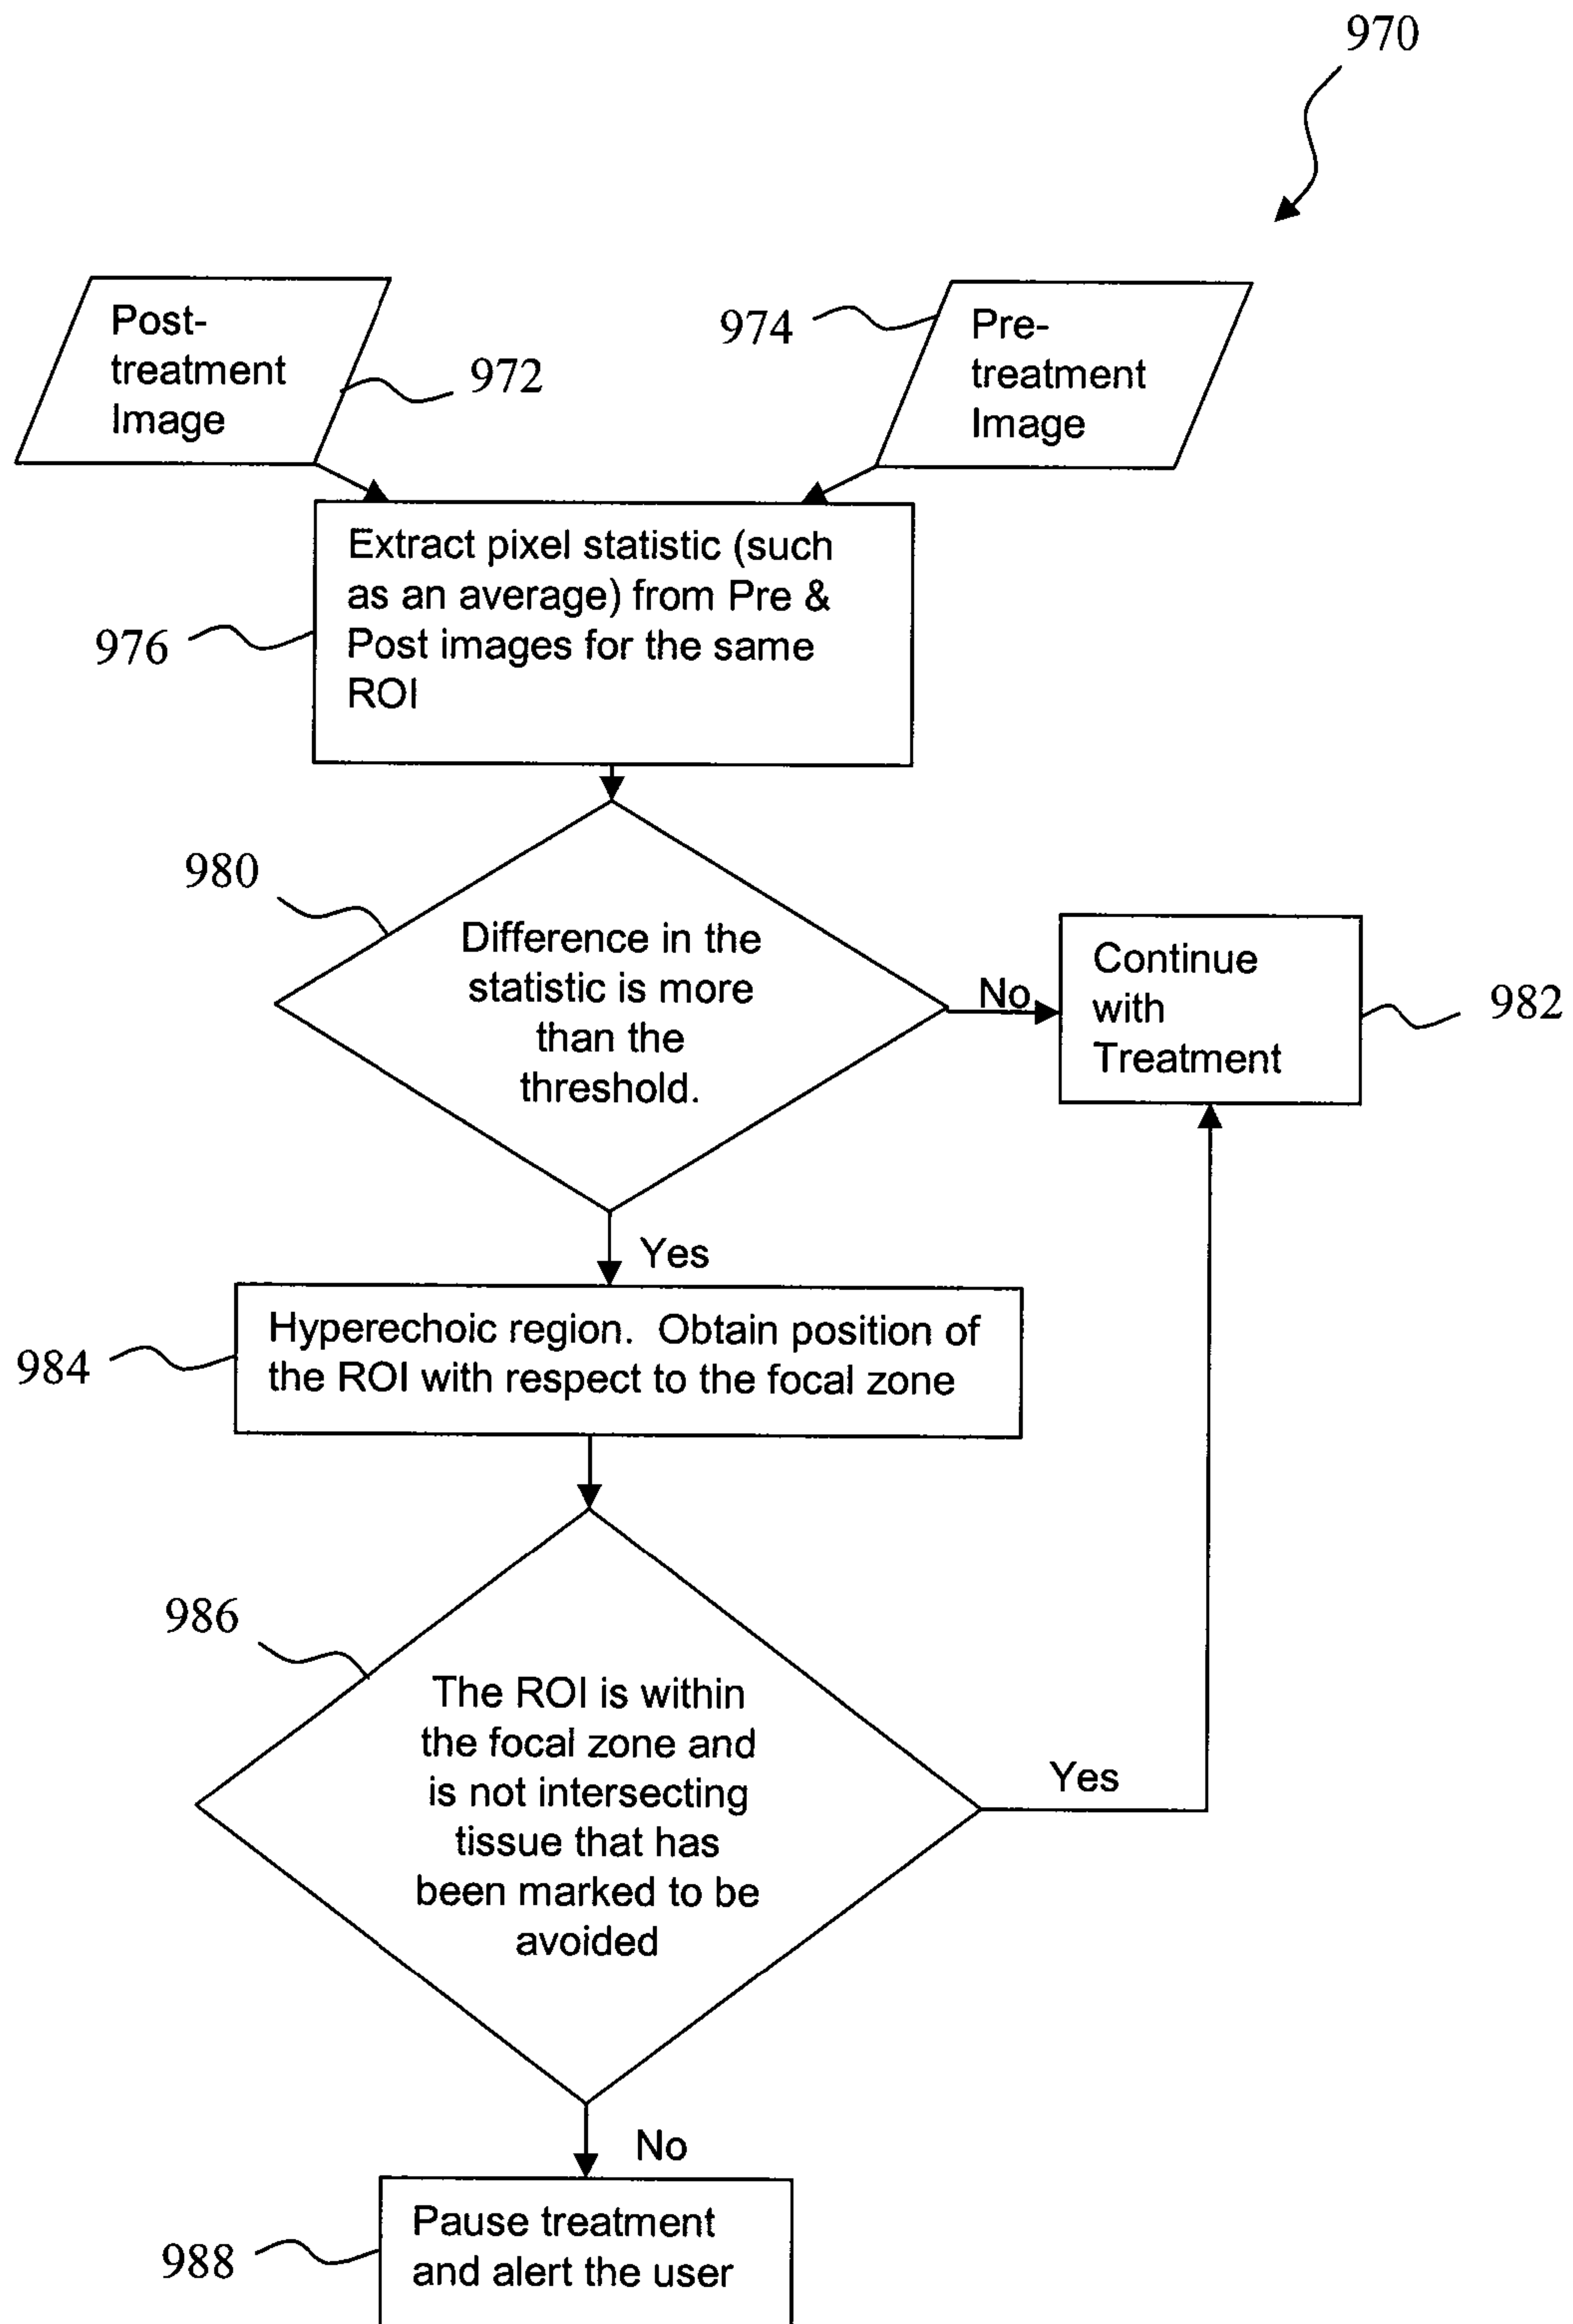 970
Post-
treatment
Image
972
974
Pre-
treatment
Image
976
Extract pixel statistic (such
as an average) from Pre &
Post images for the same
ROI
980
Difference in the
statistic is more
than the
threshold.
No
Continue
with
Treatment
982
Yes
984
Hyperechoic region.  Obtain position of
the ROI with respect to the focal zone
986
The ROI is within
the focal zone and
is not intersecting
tissue that has
been marked to be
avoided
Yes
No
988
Pause treatment
and alert the user